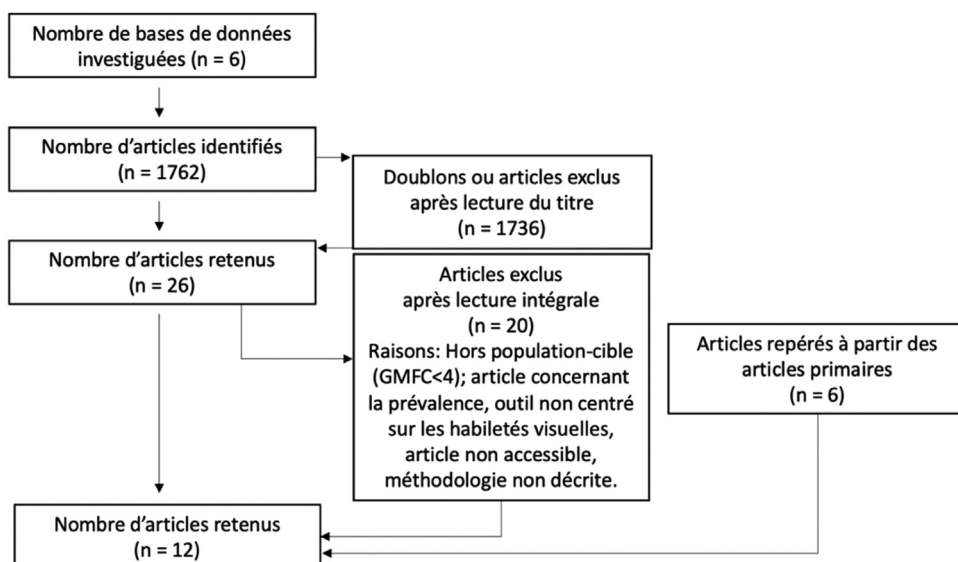 Nombre de bases de données
investiguées (n = 6)
Nombre d'articles identifiés
(n = 1762)
Doublons ou articles exclus
après lecture du titre
(n = 1736)
Nombre d'articles retenus
(n = 26)
Articles exclus
après lecture intégrale
(n = 20)
Raisons: Hors population-cible
(GMFC<4); article concernant
la prévalence, outil non centré
sur les habiletés visuelles,
article non accessible,
méthodologie non décrite.
Articles repérés à partir des
articles primaires
(n = 6)
Nombre d'articles retenus
(n = 12)